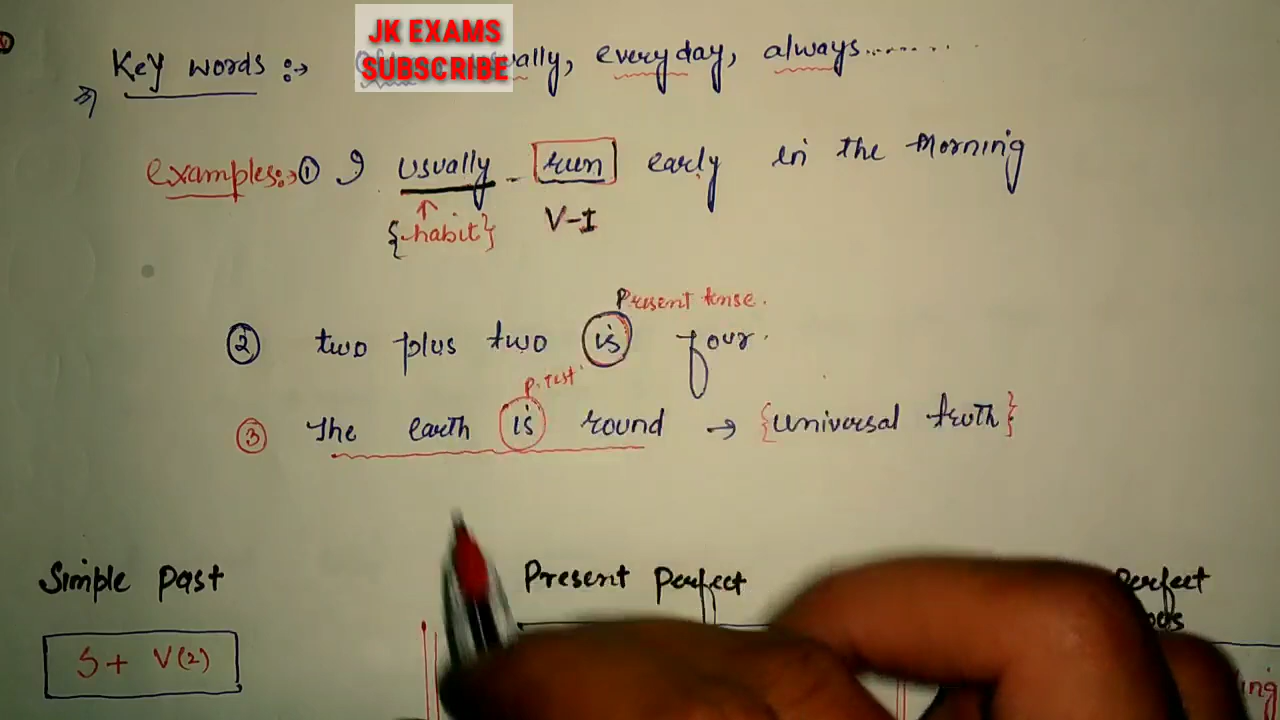 JK EXAMS
SUBSCRIBE
Key words :→ everyday, always........
examples:→ ① I usually run early in the Morning
{habit} V-I
Present tense.
② two plus two is four.
③ The earth is round → {universal truth}
Simple past Present perfect perfect
S + V(2)